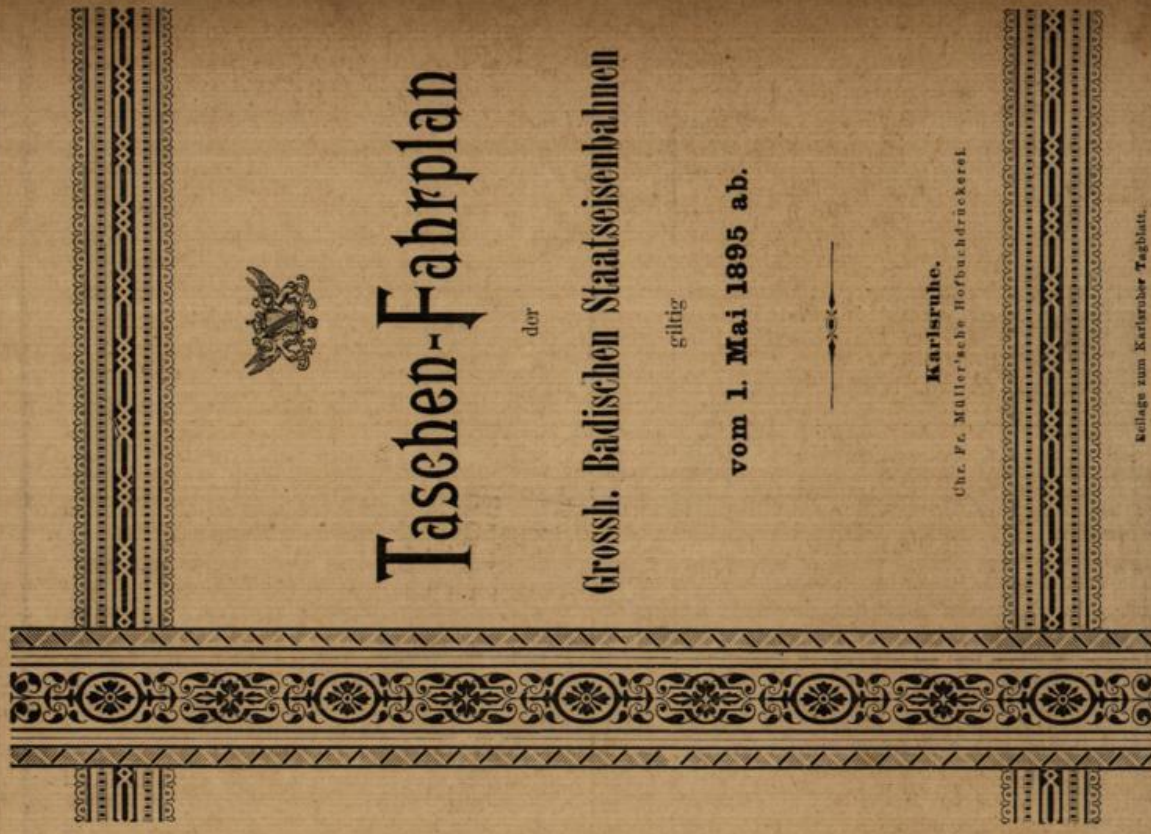 Taschen-Fahrplan
der
Grossh. Badischen Staatseisenbahnen
giltig
vom 1. Mai 1895 ab.
Karlsruhe.
Chr. Fr. Müller'sche Hofbuchdrückerei.
Beilage zum Karlsruher Tagblatt.